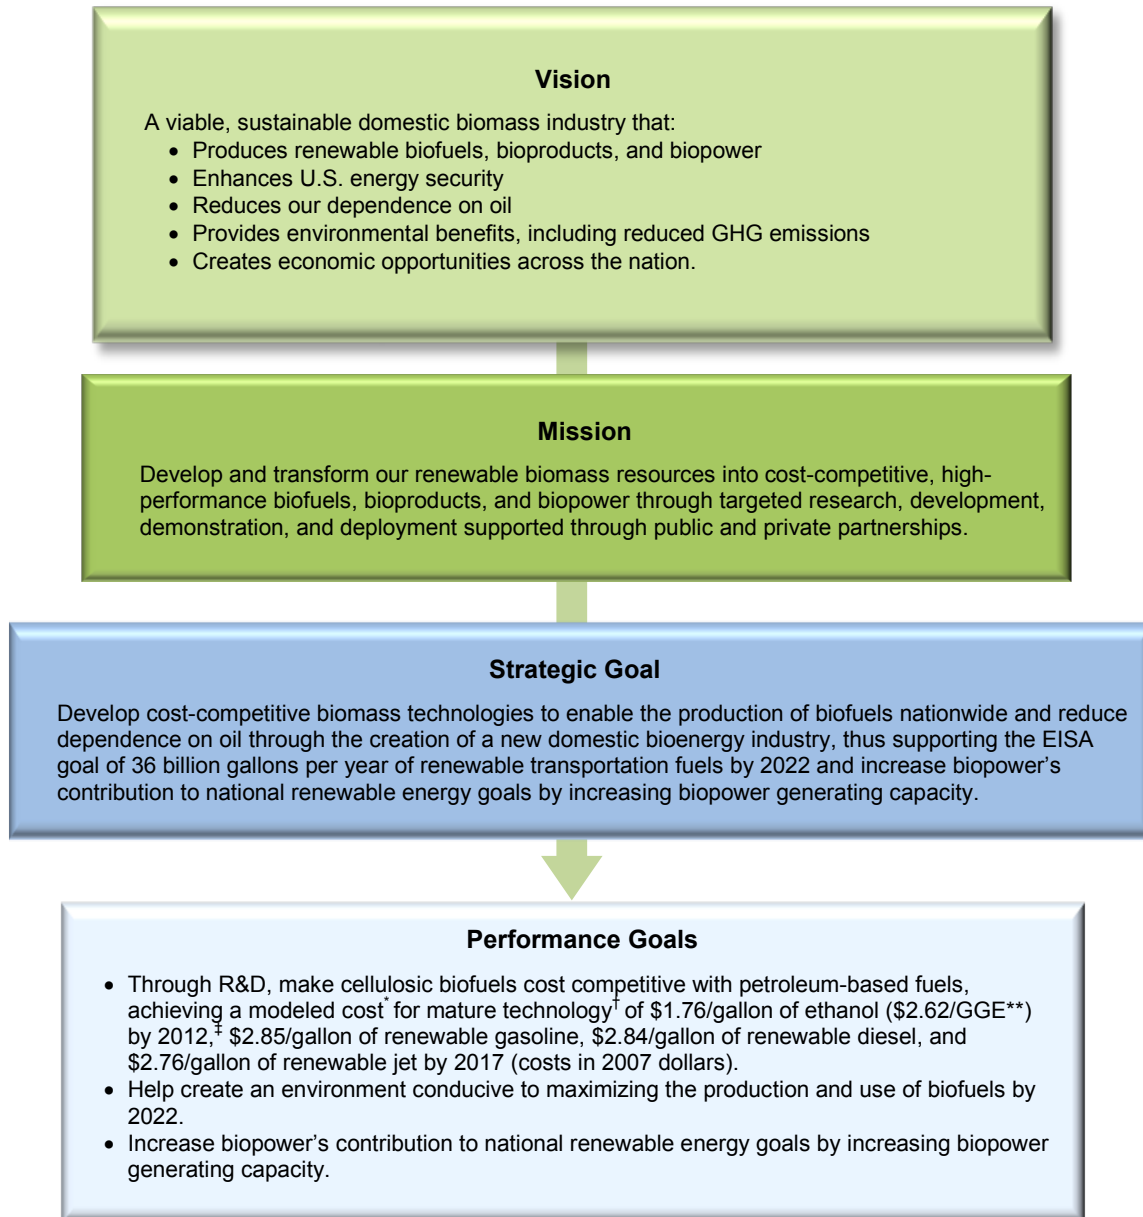 Vision
A viable, sustainable domestic biomass industry that:
• Produces renewable biofuels, bioproducts, and biopower
• Enhances U.S. energy security
• Reduces our dependence on oil
• Provides environmental benefits, including reduced GHG emissions
• Creates economic opportunities across the nation.
Mission
Develop and transform our renewable biomass resources into cost-competitive, high-
performance biofuels, bioproducts, and biopower through targeted research, development,
demonstration, and deployment supported through public and private partnerships.
Strategic Goal
Develop cost-competitive biomass technologies to enable the production of biofuels nationwide and reduce
dependence on oil through the creation of a new domestic bioenergy industry, thus supporting the EISA
goal of 36 billion gallons per year of renewable transportation fuels by 2022 and increase biopower's
contribution to national renewable energy goals by increasing biopower generating capacity.
Performance Goals
• Through R&D, make cellulosic biofuels cost competitive with petroleum-based fuels,
achieving a modeled cost* for mature technology† of $1.76/gallon of ethanol ($2.62/GGE**)
by 2012,‡ $2.85/gallon of renewable gasoline, $2.84/gallon of renewable diesel, and
$2.76/gallon of renewable jet by 2017 (costs in 2007 dollars).
• Help create an environment conducive to maximizing the production and use of biofuels by
2022.
• Increase biopower's contribution to national renewable energy goals by increasing biopower
generating capacity.